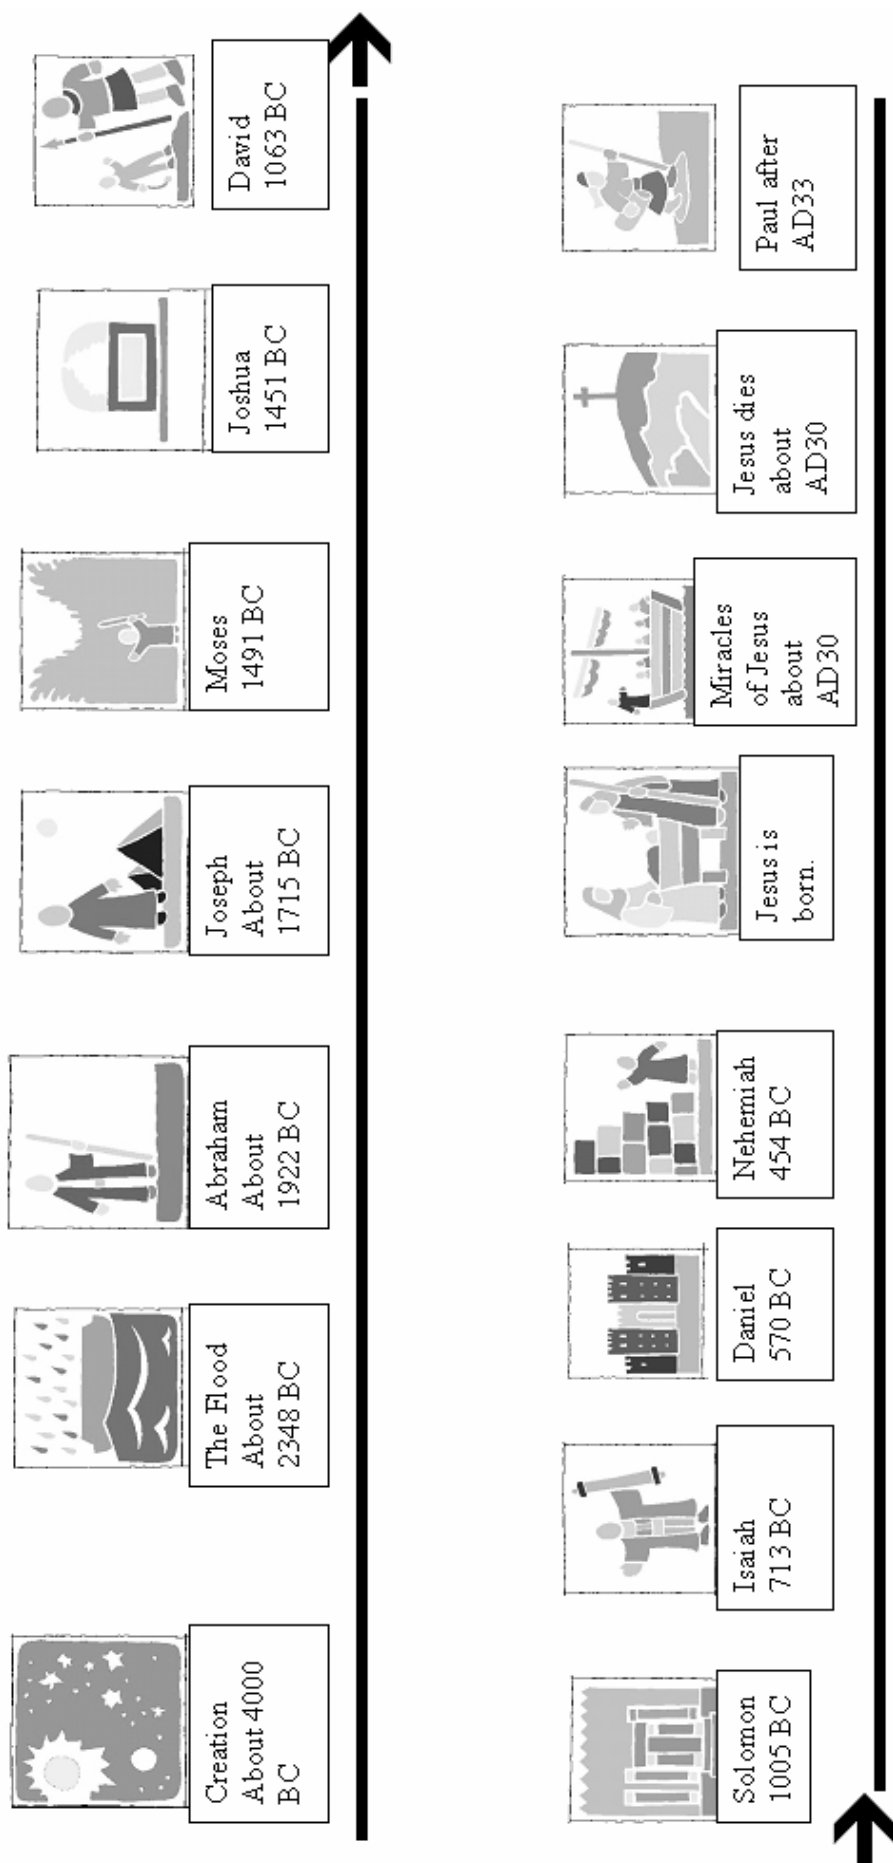 Creation
About 4000
BC
The Flood
About
2348 BC
Abraham
About
1922 BC
Joseph
About
1715 BC
Moses
1491 BC
Joshua
1451 BC
David
1063 BC
Solomon
1005 BC
Isaiah
713 BC
Daniel
570 BC
Nehemiah
454 BC
Jesus is
born.
Miracles
of Jesus
about
AD30
Jesus dies
about
AD30
Paul after
AD33